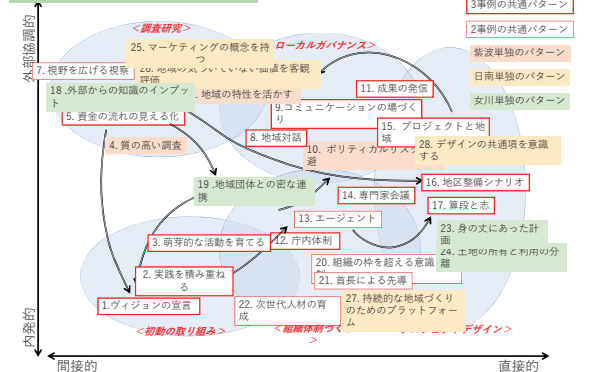 3事例の共通パターン
2事例の共通パターン
紫波単独のパターン
日南単独のパターン
女川単独のパターン
外部協調的
内発的
間接的
直接的
<調査研究>
ローカルガバナンス>
25. マーケティングの概念を持
つ
7. 視野を広げる視察
26. 地域の気づいていない価値を客観
評価
18 .外部からの知識のインプッ
ト
地域の特性を活かす
11. 成果の発信
9.コミュニケーションの場づく
り
5. 資金の流れの見える化
15. プロジェクトと地
域
8. 地域対話
4. 質の高い調査
10. ポリティカルリスク
避
28. デザインの共通項を意識
する
16. 地区整備シナリオ
19 .地域団体との密な連
携
14. 専門家会議
17. 算段と志
13. エージェント
23. 身の丈にあった計
画
3. 萌芽的な活動を育てる
12. 庁内体制
24. 土地の所有と利用の分
離
20. 組織の枠を超える意識
2. 実践を積み重ね
る
21. 首長による先導
1.ヴィジョンの宣言
22. 次世代人材の育
成
27. 持続的な地域づくり
のためのプラットフォー
ム
<初動の取り組み>
<組織体制づく
>
デザイン>